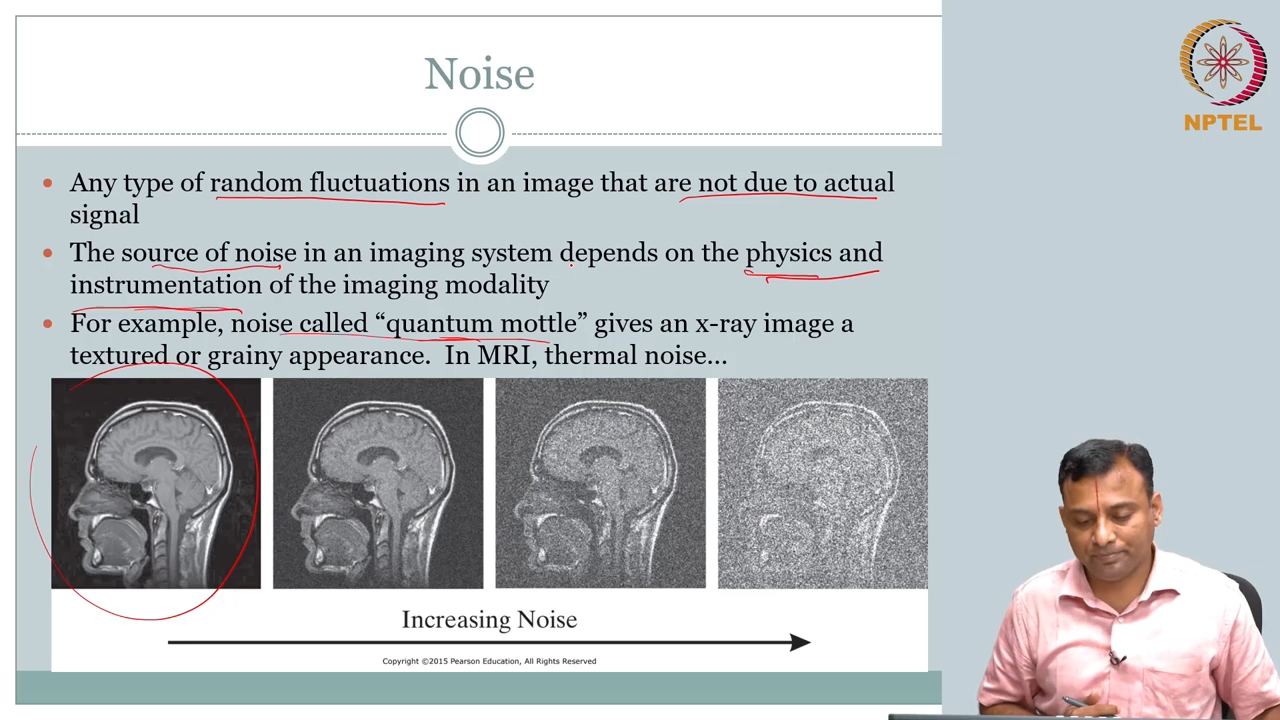 Noise
NPTEL
Any type of random fluctuations in an image that are not due to actual
signal
The source of noise in an imaging system depends on the physics and
instrumentation of the imaging modality
For example, noise called “quantum mottle” gives an x-ray image a
textured or grainy appearance. In MRI, thermal noise...
Increasing Noise
Copyright ©2015 Pearson Education, All Rights Reserved